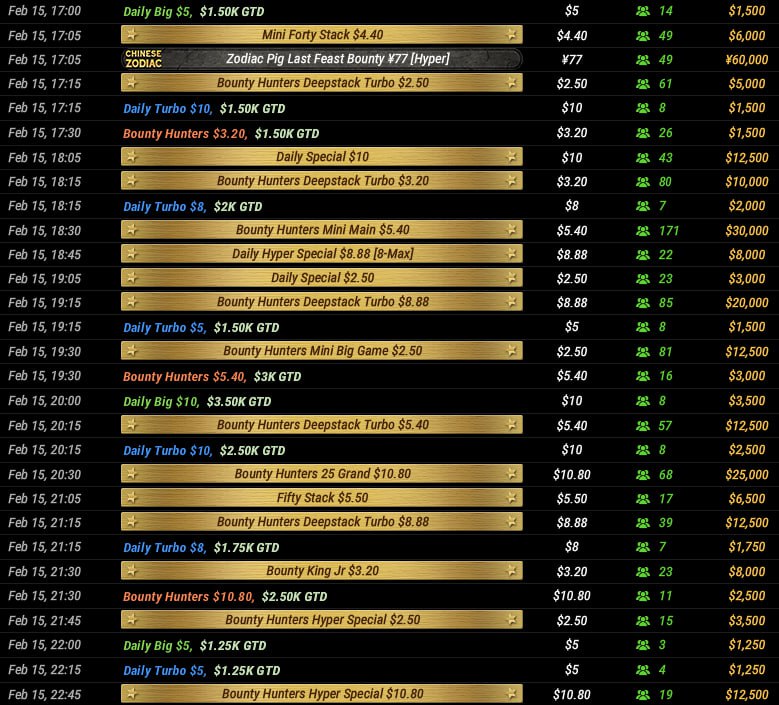 Feb 15, 17:00 Daily Big $5, $1.50K GTD $5 14 $1,500
Feb 15, 17:05 Mini Forty Stack $4.40 $4.40 49 $6,000
Feb 15, 17:05 CHINESE ZODIAC Zodiac Pig Last Feast Bounty ¥77 [Hyper] ¥77 49 ¥60,000
Feb 15, 17:15 Bounty Hunters Deepstack Turbo $2.50 $2.50 61 $5,000
Feb 15, 17:15 Daily Turbo $10, $1.50K GTD $10 8 $1,500
Feb 15, 17:30 Bounty Hunters $3.20, $1.50K GTD $3.20 26 $1,500
Feb 15, 18:05 Daily Special $10 $10 43 $12,500
Feb 15, 18:15 Bounty Hunters Deepstack Turbo $3.20 $3.20 80 $10,000
Feb 15, 18:15 Daily Turbo $8, $2K GTD $8 7 $2,000
Feb 15, 18:30 Bounty Hunters Mini Main $5.40 $5.40 171 $30,000
Feb 15, 18:45 Daily Hyper Special $8.88 [8-Max] $8.88 22 $8,000
Feb 15, 19:05 Daily Special $2.50 $2.50 23 $3,000
Feb 15, 19:15 Bounty Hunters Deepstack Turbo $8.88 $8.88 85 $20,000
Feb 15, 19:15 Daily Turbo $5, $1.50K GTD $5 8 $1,500
Feb 15, 19:30 Bounty Hunters Mini Big Game $2.50 $2.50 81 $12,500
Feb 15, 19:30 Bounty Hunters $5.40, $3K GTD $5.40 16 $3,000
Feb 15, 20:00 Daily Big $10, $3.50K GTD $10 8 $3,500
Feb 15, 20:15 Bounty Hunters Deepstack Turbo $5.40 $5.40 57 $12,500
Feb 15, 20:15 Daily Turbo $10, $2.50K GTD $10 8 $2,500
Feb 15, 20:30 Bounty Hunters 25 Grand $10.80 $10.80 68 $25,000
Feb 15, 21:05 Fifty Stack $5.50 $5.50 17 $6,500
Feb 15, 21:15 Bounty Hunters Deepstack Turbo $8.88 $8.88 39 $12,500
Feb 15, 21:15 Daily Turbo $8, $1.75K GTD $8 7 $1,750
Feb 15, 21:30 Bounty King Jr $3.20 $3.20 23 $8,000
Feb 15, 21:30 Bounty Hunters $10.80, $2.50K GTD $10.80 11 $2,500
Feb 15, 21:45 Bounty Hunters Hyper Special $2.50 $2.50 15 $3,500
Feb 15, 22:00 Daily Big $5, $1.25K GTD $5 3 $1,250
Feb 15, 22:15 Daily Turbo $5, $1.25K GTD $5 4 $1,250
Feb 15, 22:45 Bounty Hunters Hyper Special $10.80 $10.80 19 $12,500